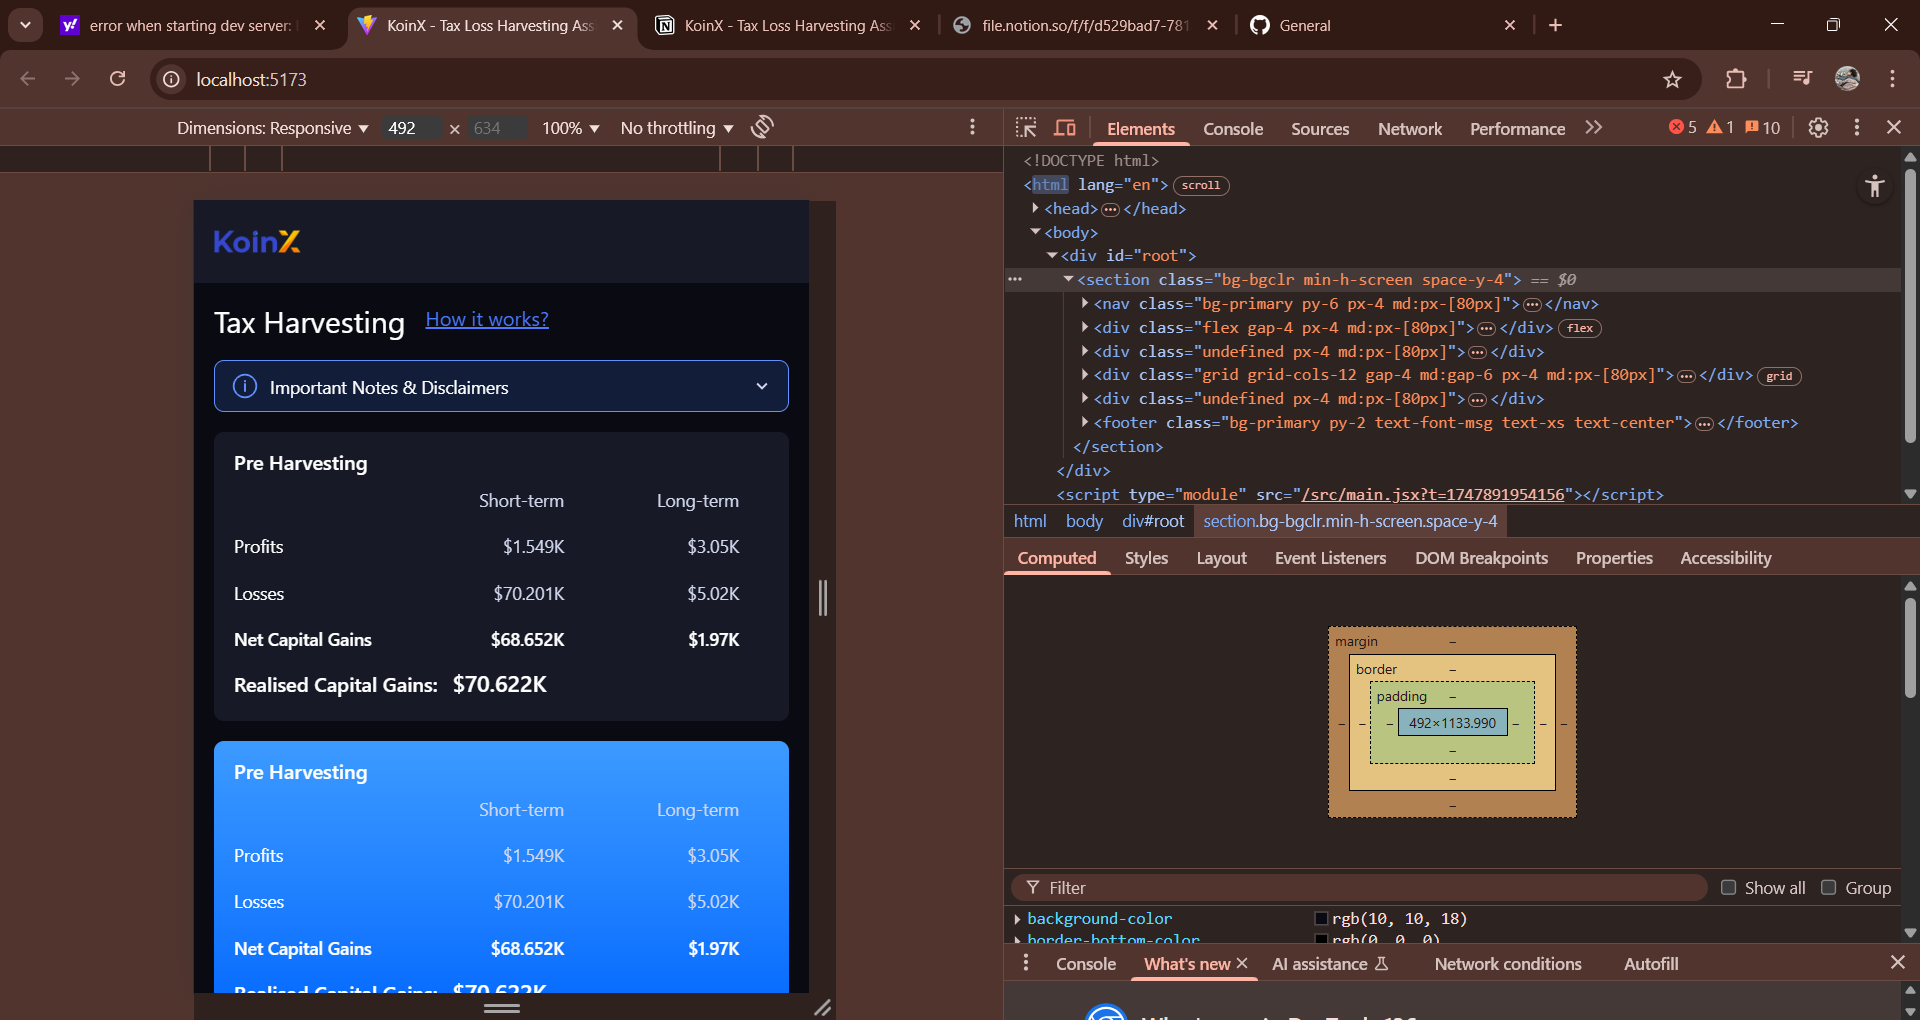 error when starting dev server:
KoinX - Tax Loss Harvesting Ass
KoinX - Tax Loss Harvesting Ass
file.notion.so/f/f/d529bad7-781
General
localhost:5173
Dimensions: Responsive 492 × 634 100% No throttling
Elements Console Sources Network Performance 5 1 10
<!DOCTYPE html>
<html lang="en"> scroll
<head> </head>
<body>
<div id="root">
<section class="bg-bgclr min-h-screen space-y-4"> == $0
<nav class="bg-primary py-6 px-4 md:px-[80px]"> </nav>
<div class="flex gap-4 px-4 md:px-[80px]"> </div> flex
<div class="undefined px-4 md:px-[80px]"> </div>
<div class="grid grid-cols-12 gap-4 md:gap-6 px-4 md:px-[80px]"> </div> grid
<div class="undefined px-4 md:px-[80px]"> </div>
<footer class="bg-primary py-2 text-font-msg text-xs text-center"> </footer>
</section>
</div>
<script type="module" src="/src/main.jsx?t=1747891954156"></script>
html body div#root section.bg-bgclr.min-h-screen.space-y-4
Computed Styles Layout Event Listeners DOM Breakpoints Properties Accessibility
margin –
border –
padding –
– – – 492×1133.990 – – –
–
–
–
Filter Show all Group
background-color rgb(10, 10, 18)
border-bottom-color rgb(0, 0, 0)
Console What's new AI assistance Network conditions Autofill
KoinX
Tax Harvesting How it works?
Important Notes & Disclaimers
Pre Harvesting
Short-term Long-term
Profits $1.549K $3.05K
Losses $70.201K $5.02K
Net Capital Gains $68.652K $1.97K
Realised Capital Gains: $70.622K
Pre Harvesting
Short-term Long-term
Profits $1.549K $3.05K
Losses $70.201K $5.02K
Net Capital Gains $68.652K $1.97K
Realised Capital Gains: $70.622K